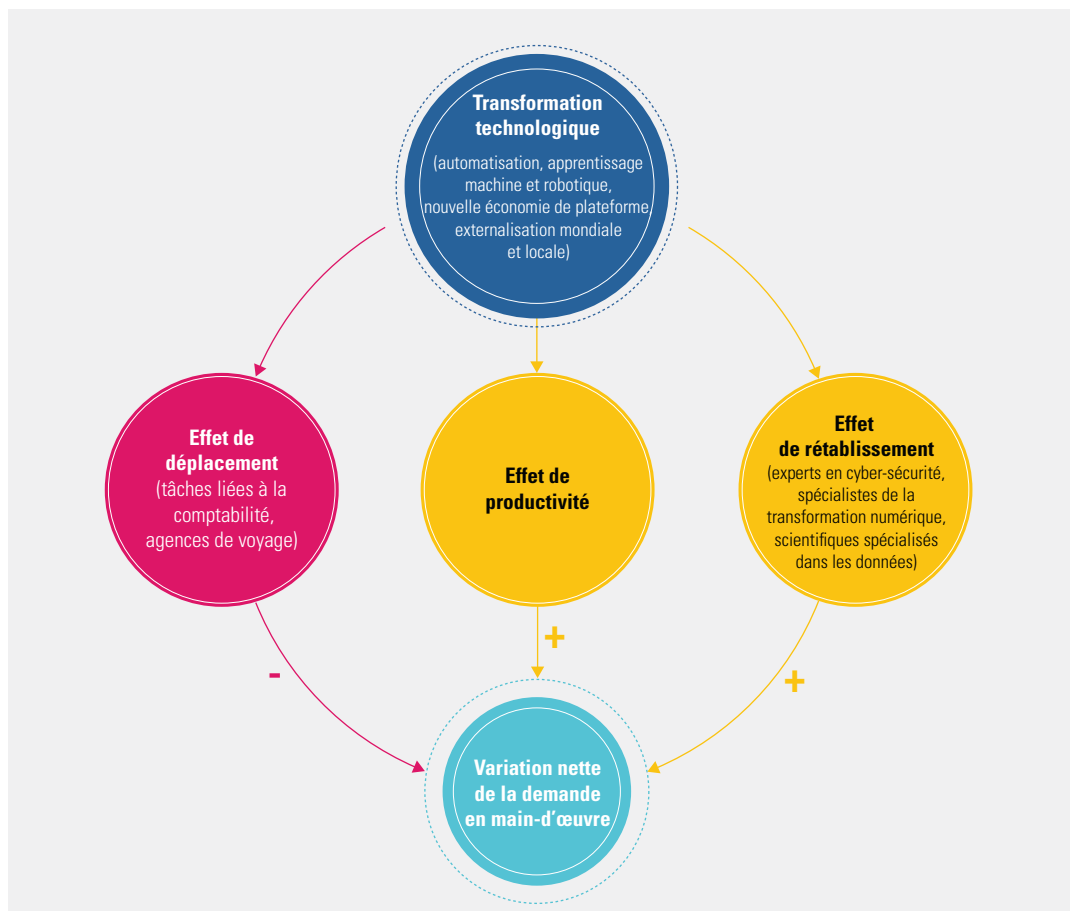 Transformation
technologique
(automatisation, apprentissage
machine et robotique,
nouvelle économie de plateforme,
externalisation mondiale
et locale)
Effet de
déplacement
(tâches liées à la
comptabilité,
agences de voyage)
Effet de
productivité
Effet
de rétablissement
(experts en cyber-sécurité,
spécialistes de la
transformation numérique,
scientifiques spécialisés
dans les données)
-
+
+
Variation nette
de la demande
en main-d'œuvre